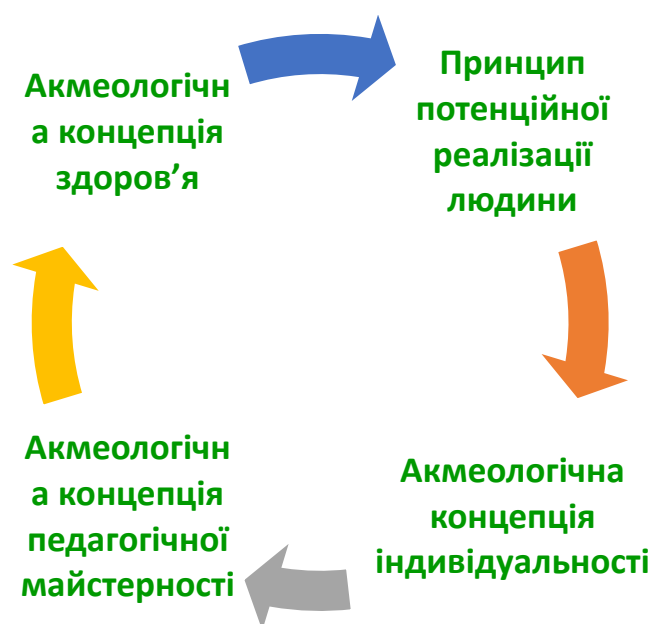 Акмеологічн
а концепція
здоров’я
Принцип
потенційної
реалізації
людини
Акмеологічна
концепція
індивідуальності
Акмеологічн
а концепція
педагогічної
майстерності